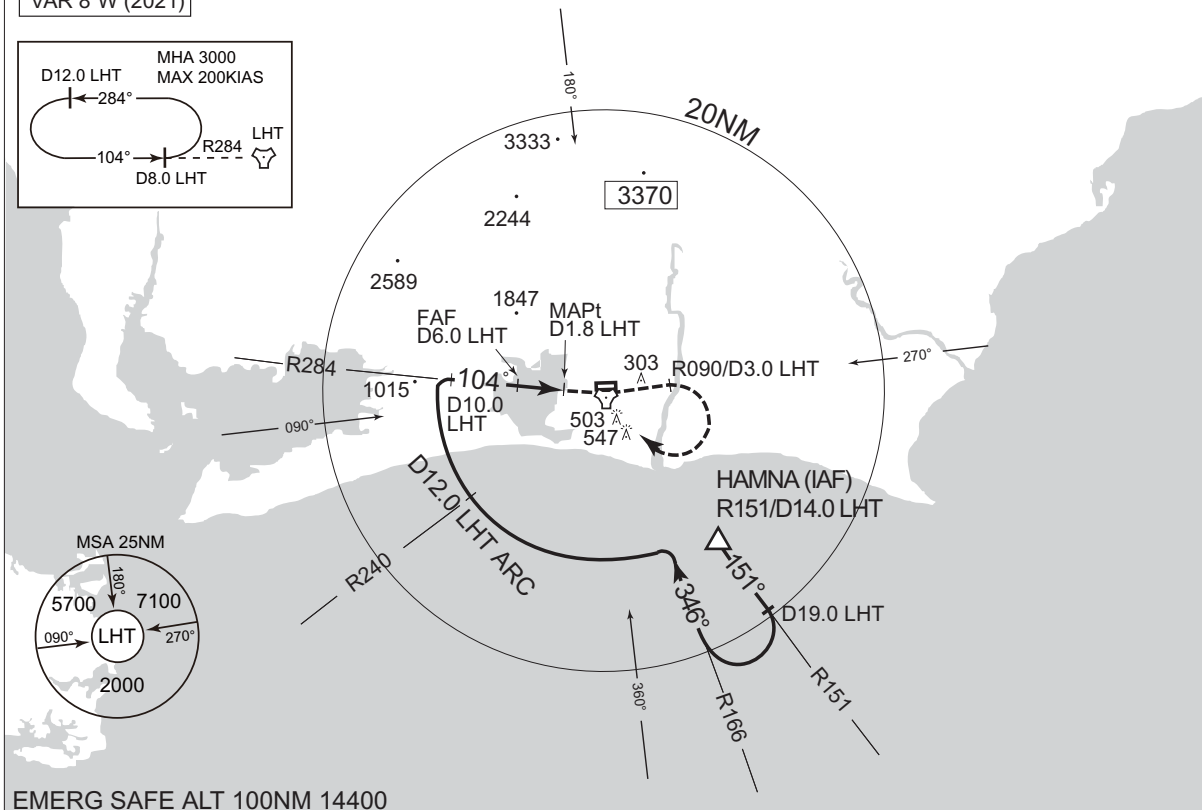 VAR 8°W (2021)
MHA 3000
MAX 200KIAS
D12.0 LHT
284°
104°
R284
LHT
D8.0 LHT
180°
20NM
3333
3370
2244
2589
1847
FAF
D6.0 LHT
MAPt
D1.8 LHT
303
R090/D3.0 LHT
270°
R284
1015
104°
D10.0
LHT
090°
503
547
HAMNA (IAF)
R151/D14.0 LHT
D12.0 LHT ARC
R240
151°
346°
D19.0 LHT
R151
R166
360°
MSA 25NM
180°
5700
7100
090°
LHT
270°
2000
EMERG SAFE ALT 100NM 14400